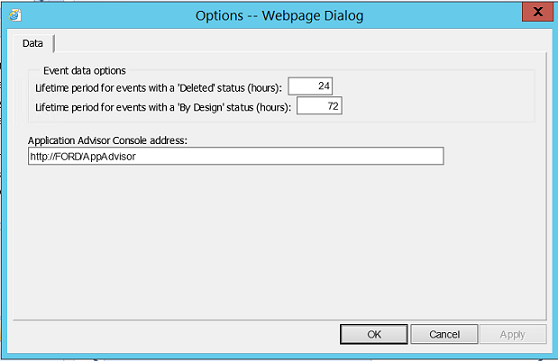 Options -- Webpage Dialog
X
Data
Event data options
Lifetime period for events with a 'Deleted' status (hours): 24
Lifetime period for events with a 'By Design' status (hours): 72
Application Advisor Console address:
http://FORD/AppAdvisor
OK Cancel Apply